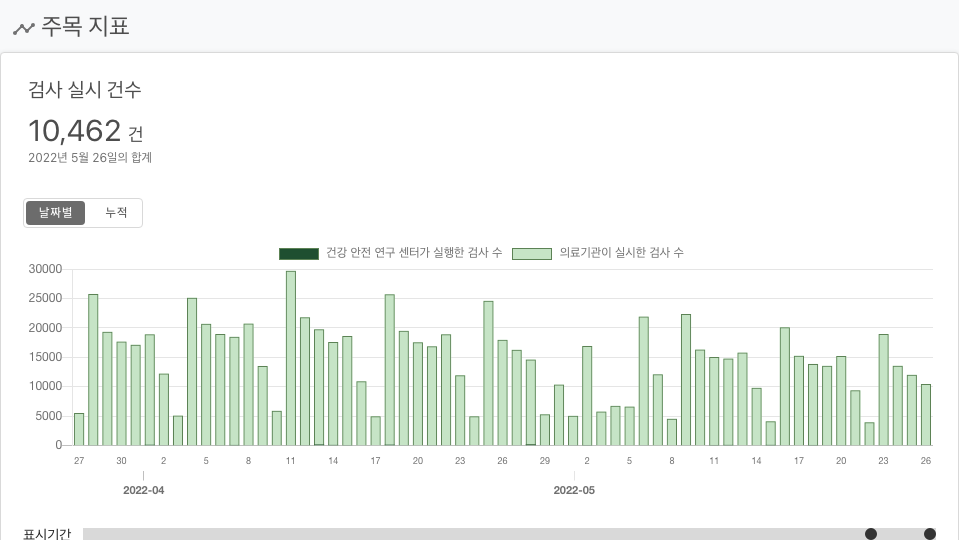 주목 지표
검사 실시 건수
10,462 건
2022년 5월 26일의 합계
날짜별 누적
건강 안전 연구 센터가 실행한 검사 수 의료기관이 실시한 검사 수
30000
25000
20000
15000
10000
5000
0
27 30 2 5 8 11 14 17 20 23 26 29 2 5 8 11 14 17 20 23 26
2022-04 2022-05
표시기간